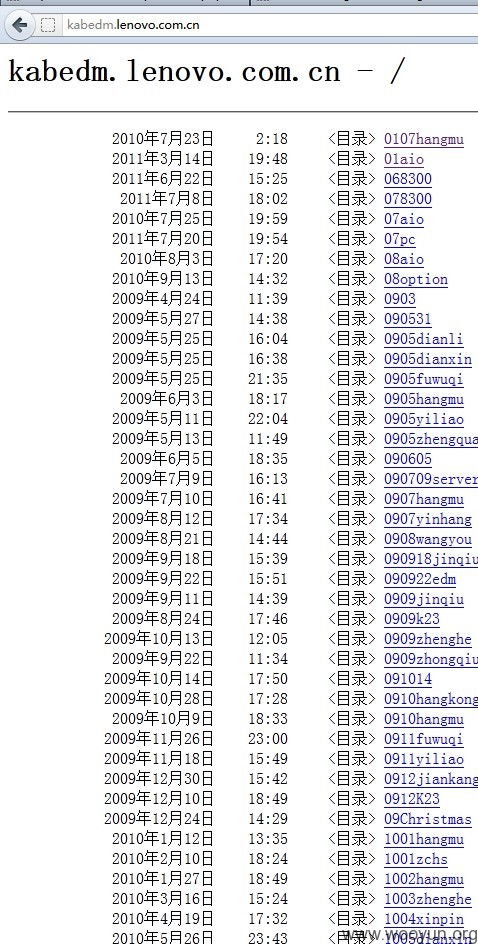 kabedm.lenovo.com.cn
kabedm.lenovo.com.cn - /
2010年7月23日 2:18 <目录> 0107hangmu
2011年3月14日 19:48 <目录> 01aio
2011年6月22日 15:25 <目录> 068300
2011年7月8日 18:02 <目录> 078300
2010年7月25日 19:59 <目录> 07aio
2011年7月20日 19:54 <目录> 07pc
2010年8月3日 17:20 <目录> 08aio
2010年9月13日 14:32 <目录> 08option
2009年4月24日 11:39 <目录> 0903
2009年5月27日 14:38 <目录> 090531
2009年5月25日 16:04 <目录> 0905dianli
2009年5月25日 16:38 <目录> 0905dianxin
2009年5月25日 21:35 <目录> 0905fuwuqi
2009年6月3日 18:17 <目录> 0905hangmu
2009年5月11日 22:04 <目录> 0905yiliao
2009年5月13日 11:49 <目录> 0905zhengqua
2009年6月5日 18:35 <目录> 090605
2009年7月9日 16:13 <目录> 090709server
2009年7月10日 16:41 <目录> 0907hangmu
2009年8月12日 17:34 <目录> 0907yinhang
2009年8月21日 14:44 <目录> 0908wangyou
2009年9月18日 15:39 <目录> 090918jinqiu
2009年9月22日 15:51 <目录> 090922edm
2009年9月11日 14:39 <目录> 0909jinqiu
2009年8月24日 17:46 <目录> 0909k23
2009年10月13日 12:05 <目录> 0909zhenghe
2009年9月22日 11:34 <目录> 0909zhongqiu
2009年10月14日 17:50 <目录> 091014
2009年10月28日 17:28 <目录> 0910hangkong
2009年10月9日 18:33 <目录> 0910hangmu
2009年11月26日 23:00 <目录> 0911fuwuqi
2009年11月18日 15:49 <目录> 0911yiliao
2009年12月30日 15:42 <目录> 0912jiankang
2009年12月10日 18:49 <目录> 0912K23
2009年12月24日 14:29 <目录> 09Christmas
2010年1月12日 13:35 <目录> 1001hangmu
2010年2月10日 18:24 <目录> 1001zchs
2010年1月27日 18:49 <目录> 1002hangmu
2010年3月16日 15:24 <目录> 1003zhenghe
2010年4月19日 17:32 <目录> 1004xinpin
2010年5月26日 23:43 <目录> 1005dianxin
www.wooyun.org